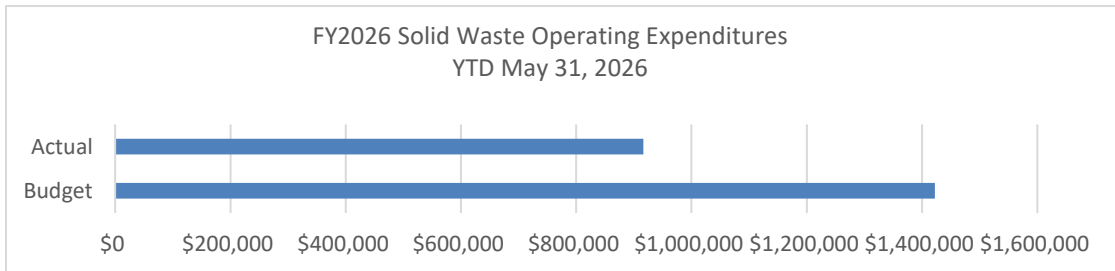 FY2026 Solid Waste Operating Expenditures
YTD May 31, 2026
Actual
Budget
$0 $200,000 $400,000 $600,000 $800,000 $1,000,000 $1,200,000 $1,400,000 $1,600,000